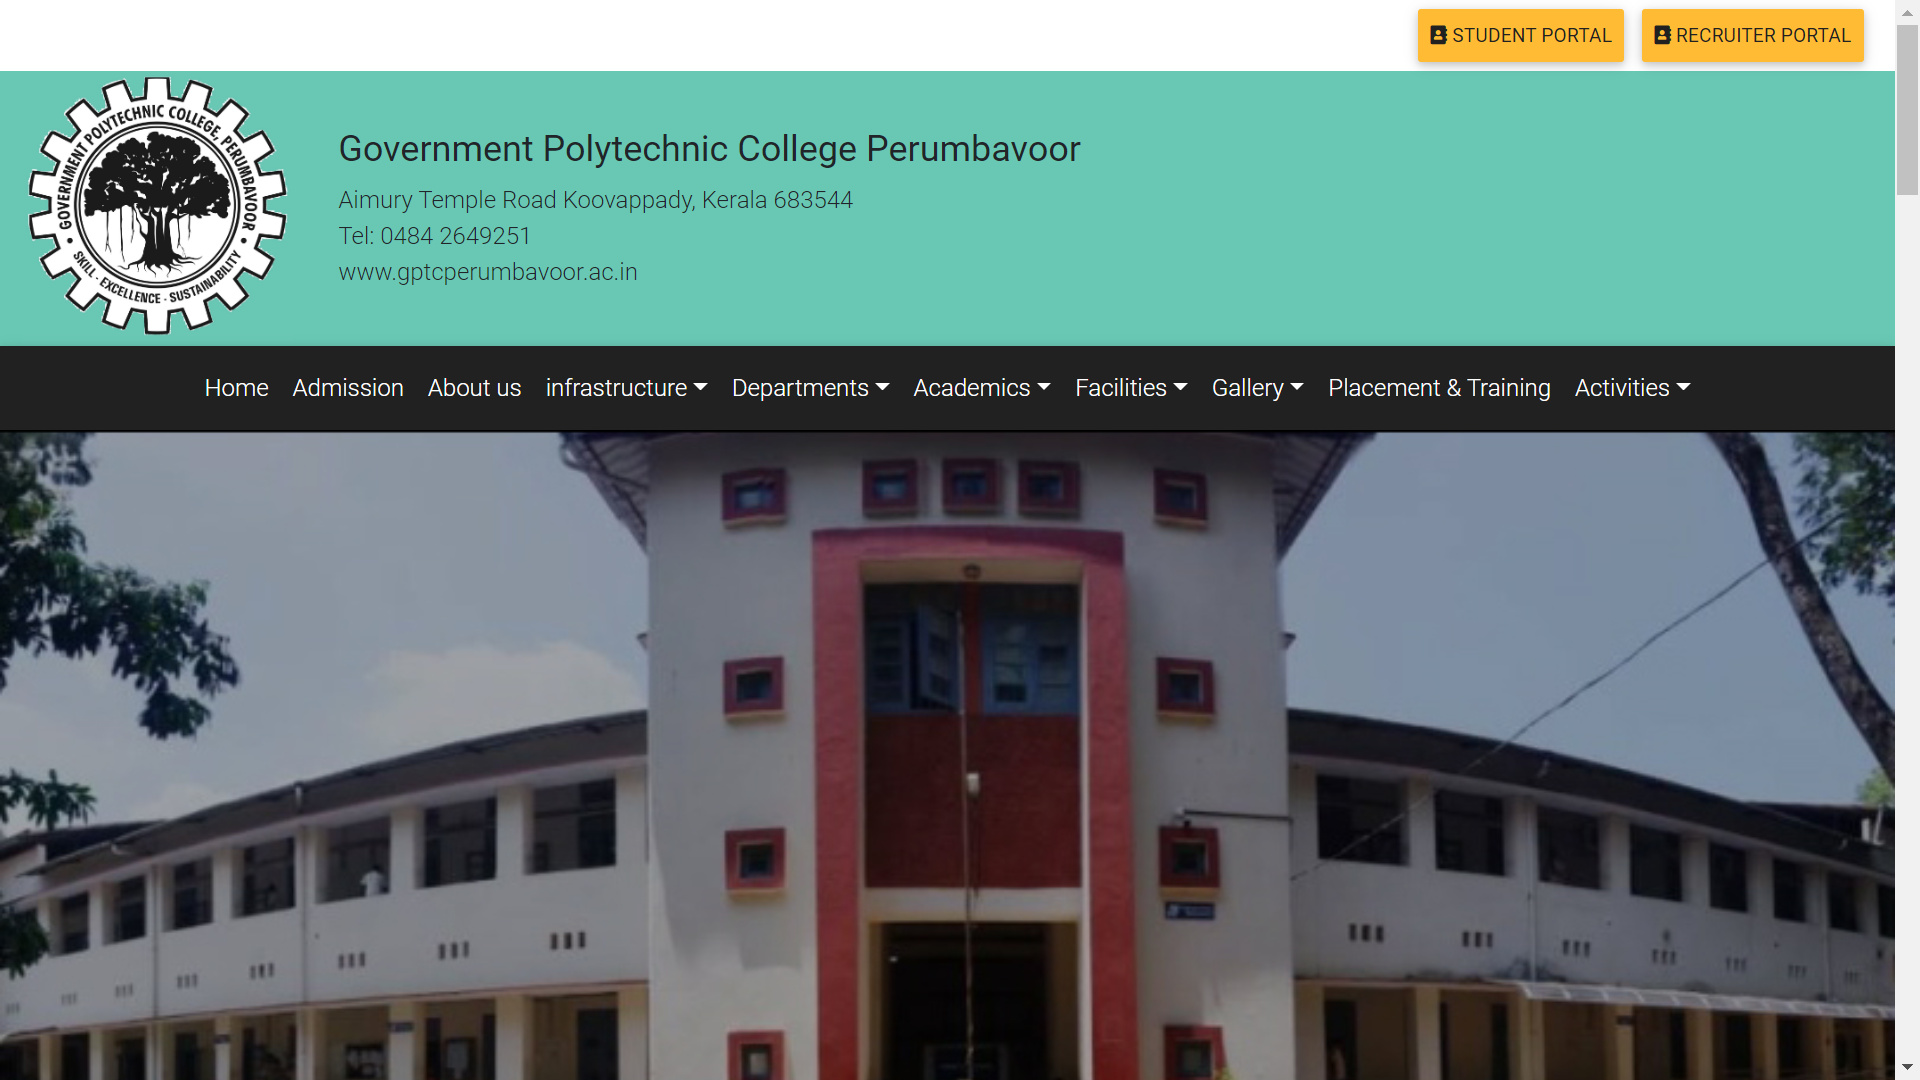 STUDENT PORTAL
RECRUITER PORTAL
GOVERNMENT POLYTECHNIC COLLEGE, PERUMBAVOOR
• SKILL - EXCELLENCE - SUSTAINABILITY •
Government Polytechnic College Perumbavoor
Aimury Temple Road Koovappady, Kerala 683544
Tel: 0484 2649251
www.gptcperumbavoor.ac.in
Home Admission About us infrastructure Departments Academics Facilities Gallery Placement & Training Activities